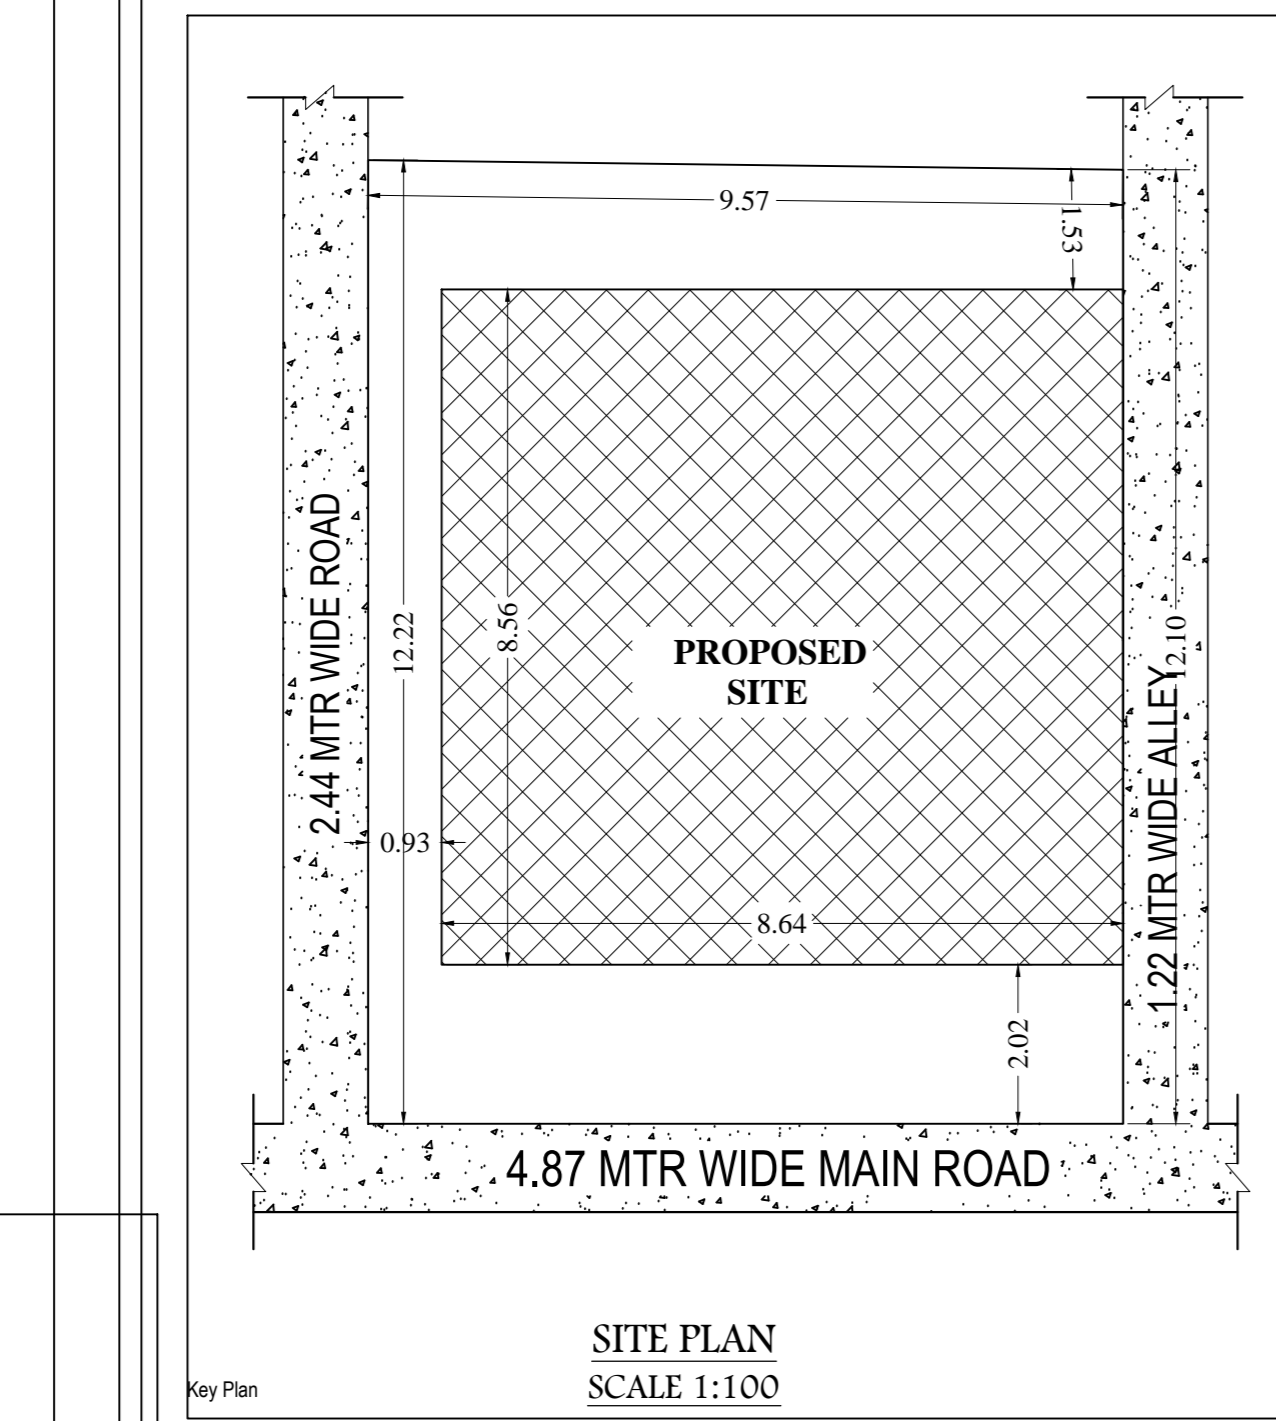 9.57
1.53
2.44 MTR WIDE ROAD
12.22
8.56
PROPOSED
SITE
12.10
1.22 MTR WIDE ALLEY
0.93
8.64
2.02
4.87 MTR WIDE MAIN ROAD
SITE PLAN
SCALE 1:100
Key Plan